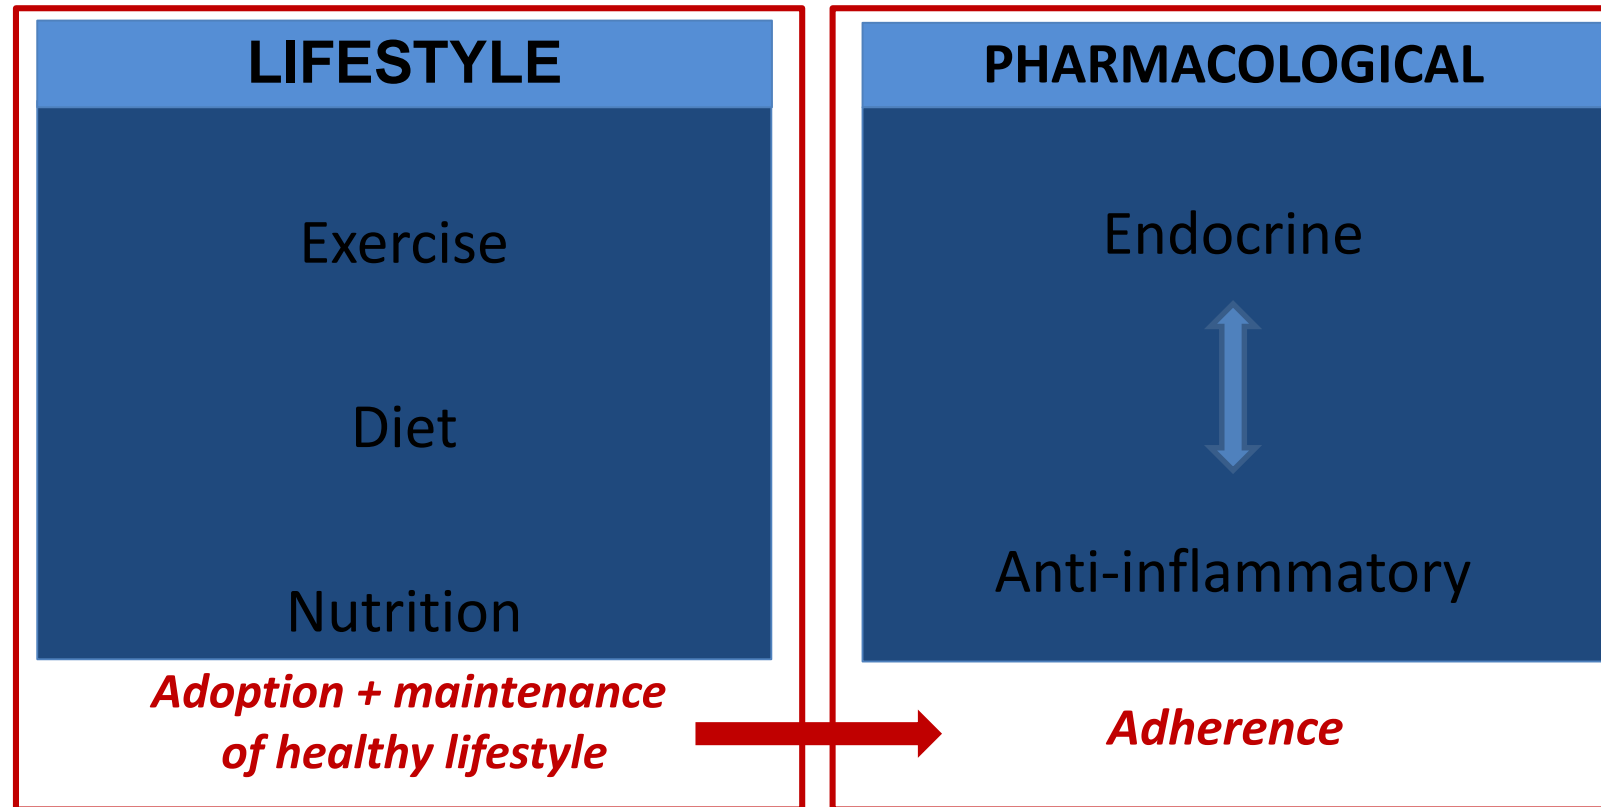 LIFESTYLE
Exercise
Diet
Nutrition
Adoption + maintenance
of healthy lifestyle
PHARMACOLOGICAL
Endocrine
Anti-inflammatory
Adherence